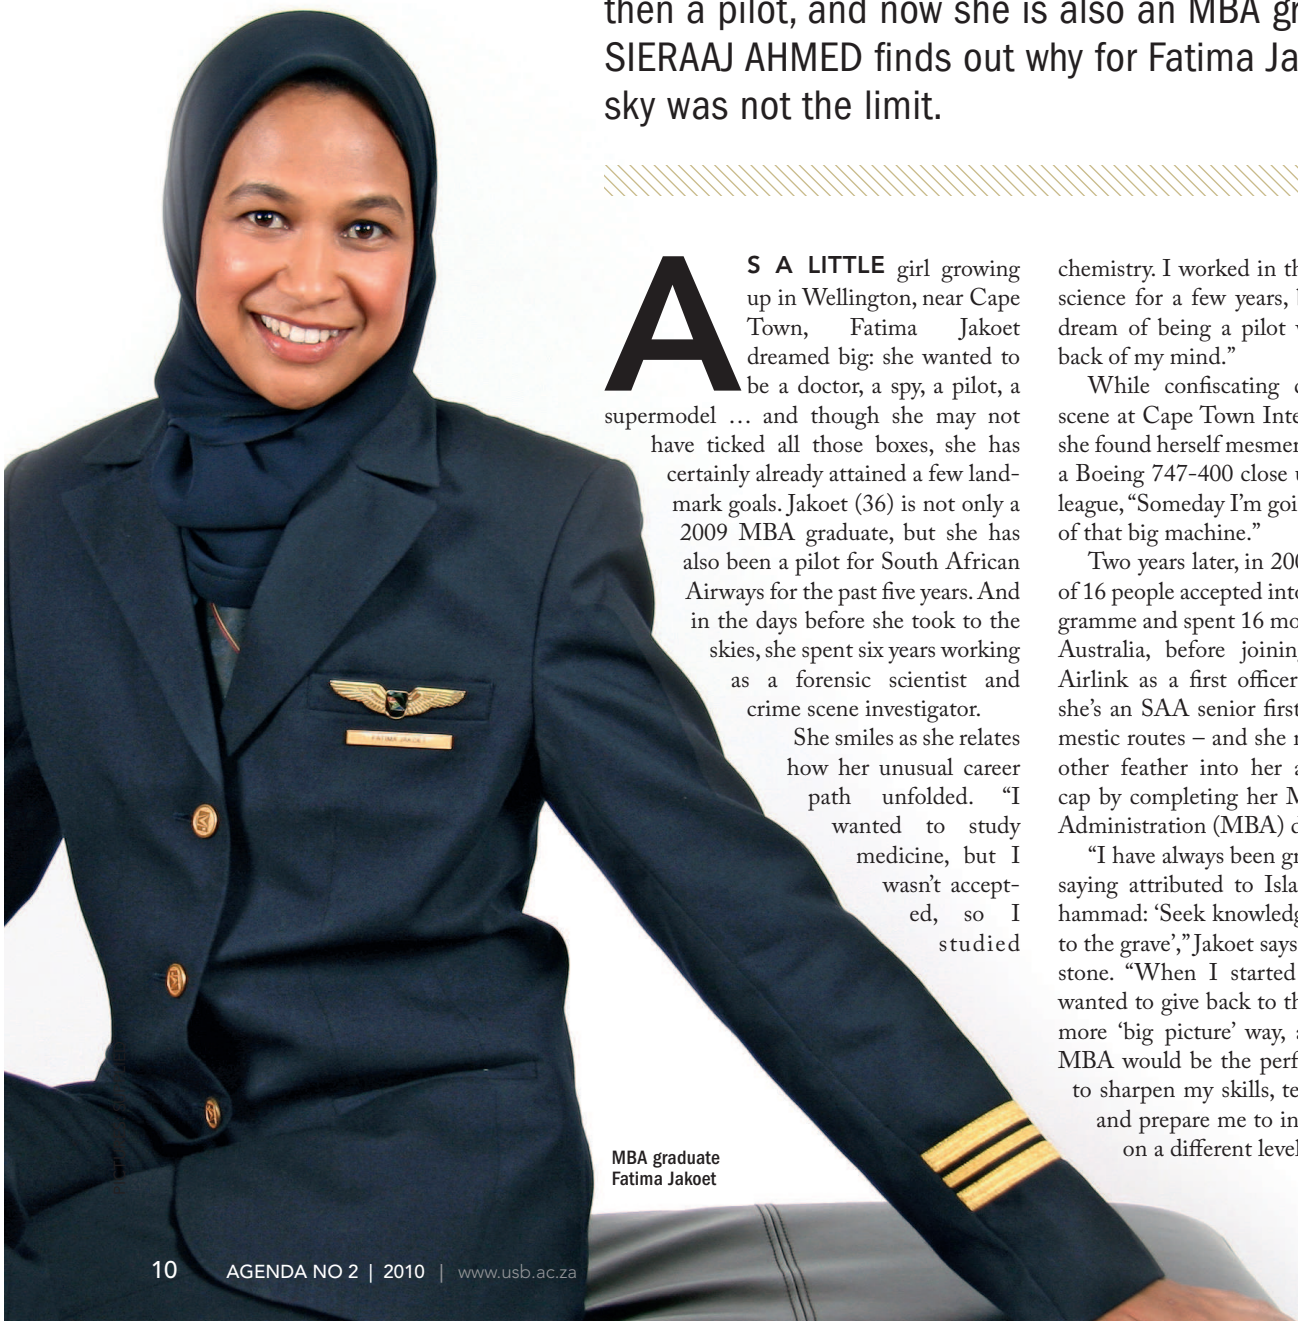 then a pilot, and now she is also an MBA gr
SIERAAJ AHMED finds out why for Fatima Ja
sky was not the limit.
AS A LITTLE girl growing
up in Wellington, near Cape
Town, Fatima Jakoet
dreamed big: she wanted to
be a doctor, a spy, a pilot, a
supermodel … and though she may not
have ticked all those boxes, she has
certainly already attained a few land-
mark goals. Jakoet (36) is not only a
2009 MBA graduate, but she has
also been a pilot for South African
Airways for the past five years. And
in the days before she took to the
skies, she spent six years working
as a forensic scientist and
crime scene investigator.
She smiles as she relates
how her unusual career
path unfolded. “I
wanted to study
medicine, but I
wasn’t accept-
ed, so I
studied
chemistry. I worked in th
science for a few years, 
dream of being a pilot 
back of my mind.”
While confiscating 
scene at Cape Town Inte
she found herself mesmer
a Boeing 747-400 close 
league, “Someday I’m goi
of that big machine.”
Two years later, in 200
of 16 people accepted into
gramme and spent 16 mo
Australia, before joining
Airlink as a first officer
she’s an SAA senior first
mestic routes – and she 
other feather into her a
cap by completing her M
Administration (MBA) d
“I have always been gr
saying attributed to Isla
hammad: ‘Seek knowledg
to the grave’,” Jakoet says
stone. “When I started
wanted to give back to th
more ‘big picture’ way, a
MBA would be the perf
to sharpen my skills, te
and prepare me to in
on a different level
FATIMA JAKOET
MBA graduate
Fatima Jakoet
10 AGENDA NO 2 | 2010 | www.usb.ac.za